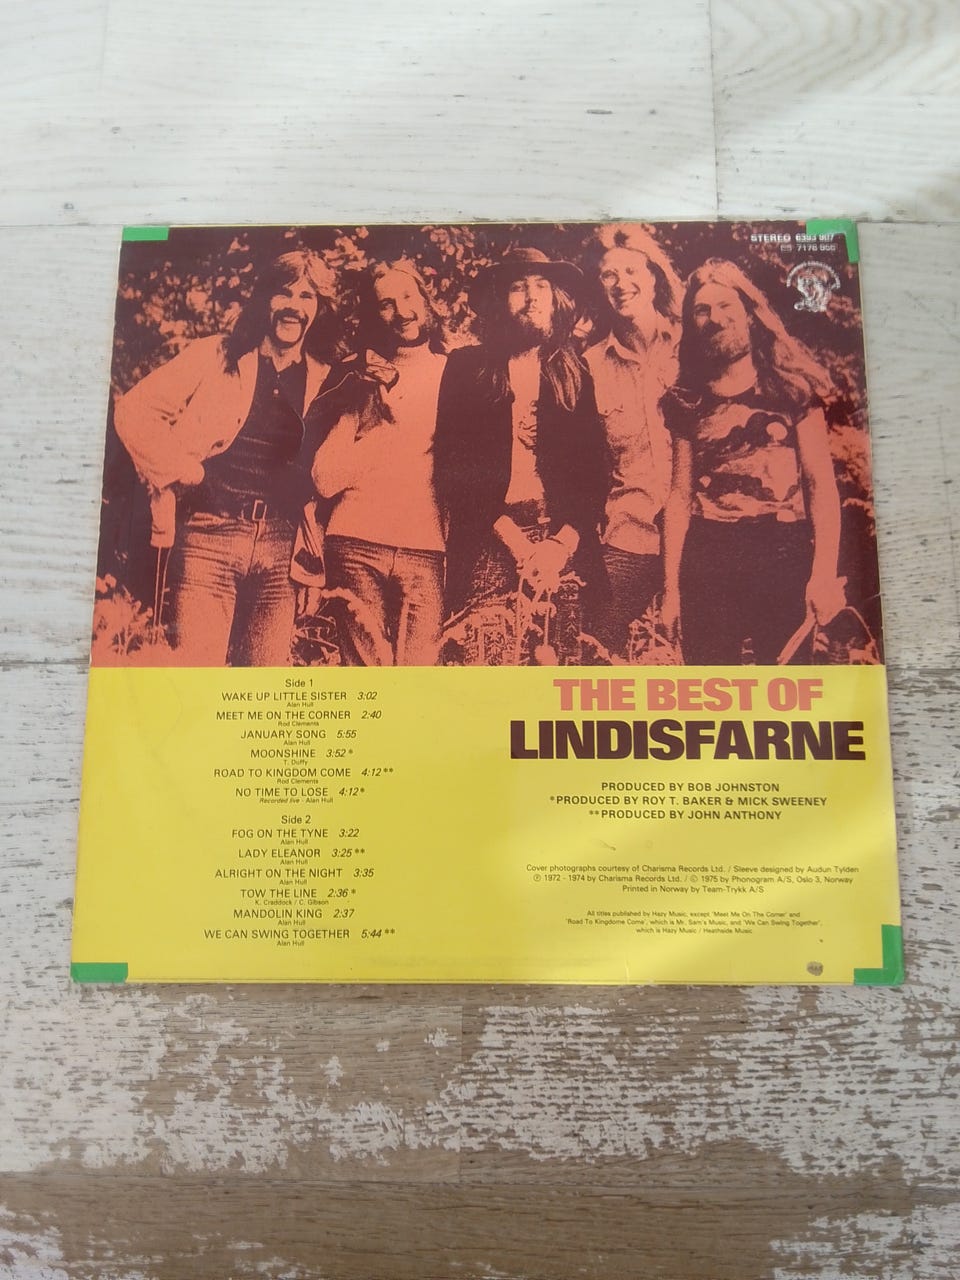 STEREO 6393 907
Side 1
WAKE UP LITTLE SISTER 3:02
Alan Hull
MEET ME ON THE CORNER 2:40
Rod Clements
JANUARY SONG 5:55
Alan Hull
MOONSHINE 3:52*
T. Duffy
ROAD TO KINGDOM COME 4:12**
Rod Clements
NO TIME TO LOSE 4:12*
Recorded live - Alan Hull
Side 2
FOG ON THE TYNE 3:22
Alan Hull
LADY ELEANOR 3:25**
Alan Hull
ALRIGHT ON THE NIGHT 3:35
Alan Hull
TOW THE LINE 2:36*
K. Craddock / C. Gibson
MANDOLIN KING 2:37
Alan Hull
WE CAN SWING TOGETHER 5:44**
Alan Hull
THE BEST OF
LINDISFARNE
PRODUCED BY BOB JOHNSTON
*PRODUCED BY ROY T. BAKER & MICK SWEENEY
**PRODUCED BY JOHN ANTHONY
Cover photographs courtesy of Charisma Records Ltd. / Sleeve designed by Audun Tylden
℗ 1972 - 1974 by Charisma Records Ltd. / © 1975 by Phonogram A/S, Oslo 3, Norway
Printed in Norway by Team-Trykk A/S
All titles published by Hazy Music, except 'Meet Me On The Corner' and
'Road To Kingdome Come', which is Mr. Sam's Music, and 'We Can Swing Together',
which is Hazy Music / Heathside Music